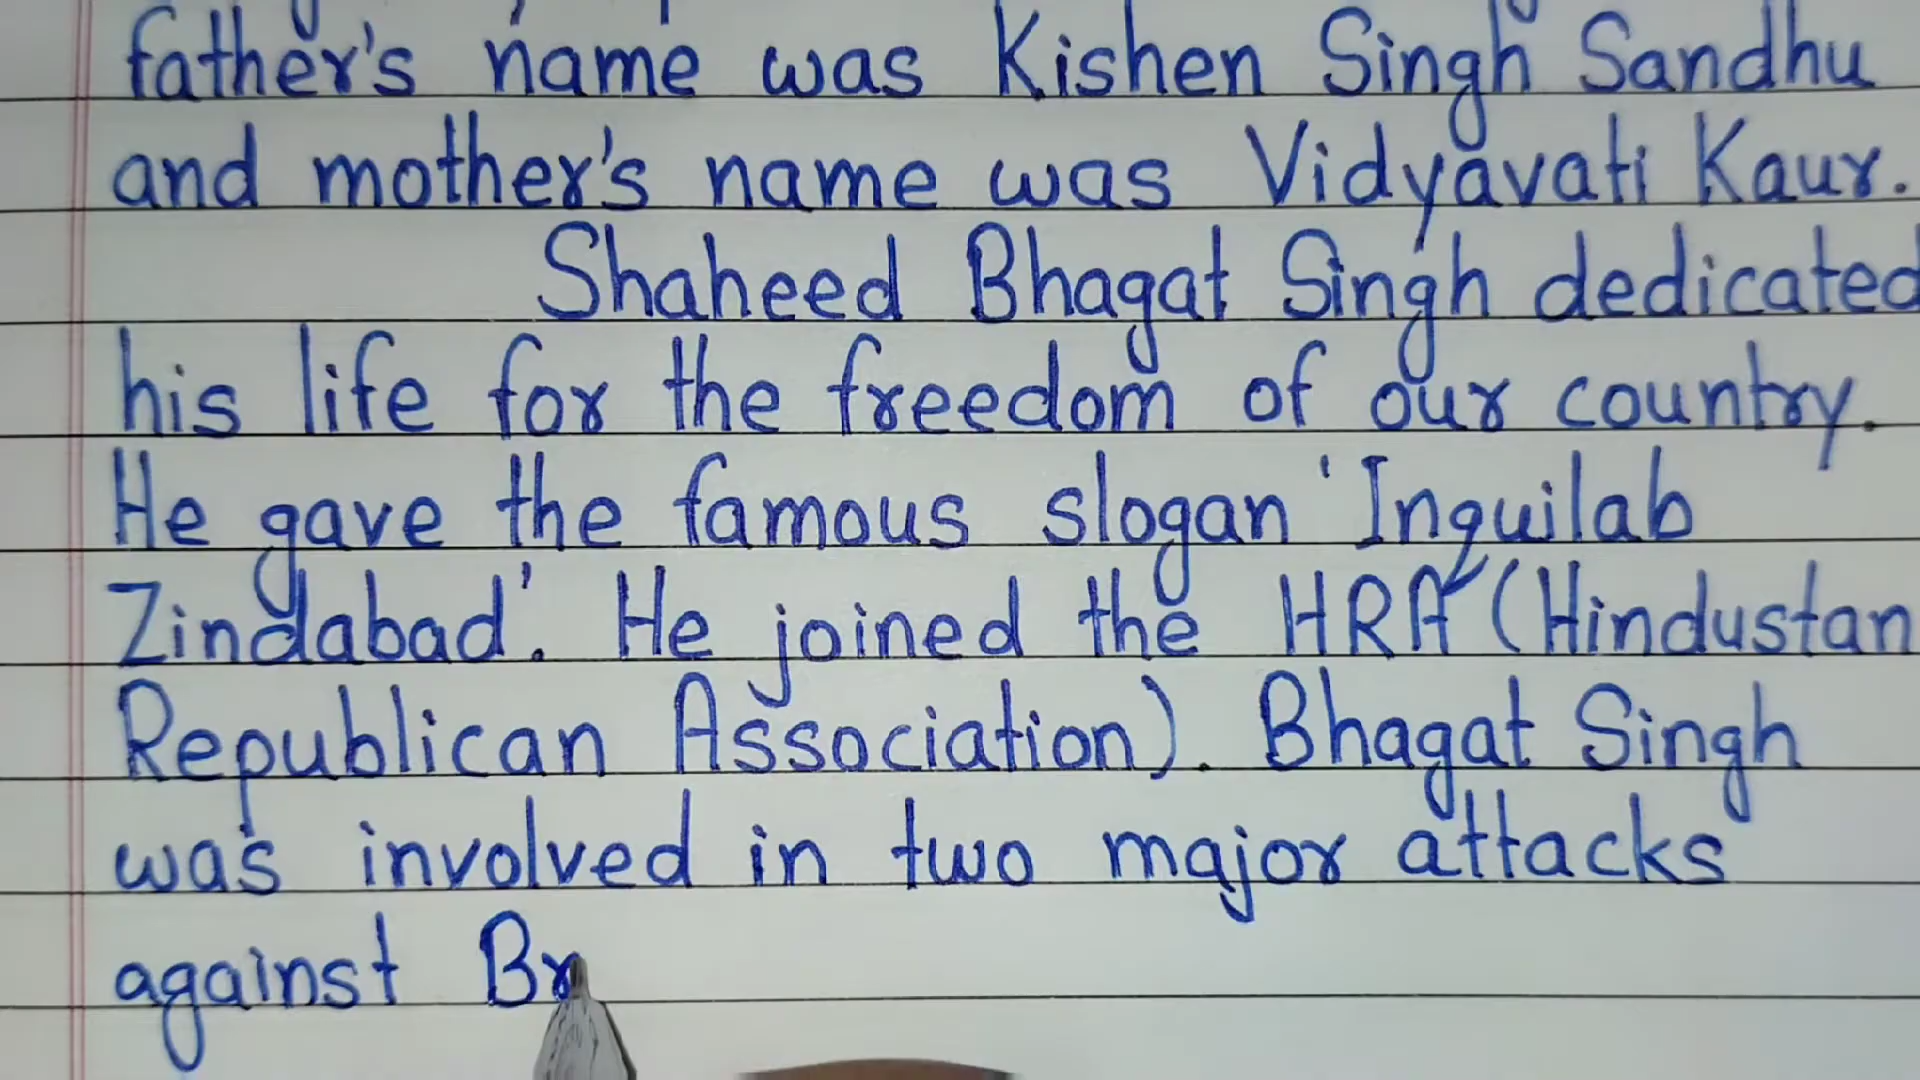 father's name was Kishen Singh Sandhu
and mother's name was Vidyavati Kaur.
Shaheed Bhagat Singh dedicated
his life for the freedom of our country.
He gave the famous slogan 'Inquilab
Zindabad'. He joined the HRA (Hindustan
Republican Association). Bhagat Singh
was involved in two major attacks
against Br